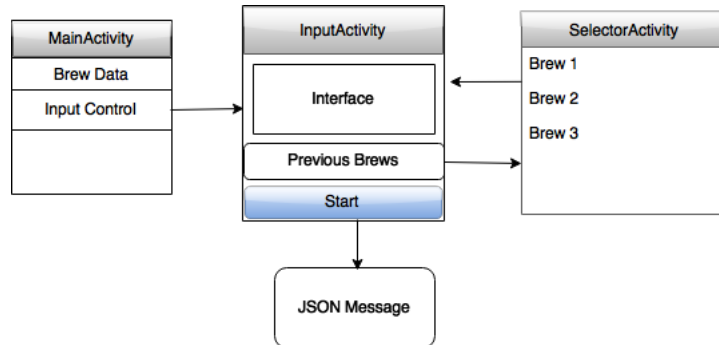 MainActivity
Brew Data
Input Control
InputActivity
Interface
Previous Brews
Start
SelectorActivity
Brew 1
Brew 2
Brew 3
JSON Message